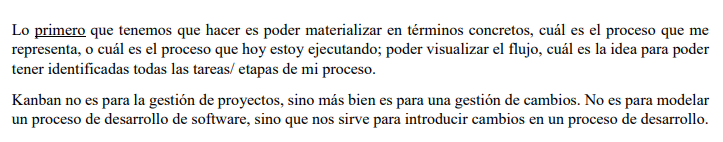 Lo primero que tenemos que hacer es poder materializar en términos concretos, cuál es el proceso que me
representa, o cuál es el proceso que hoy estoy ejecutando; poder visualizar el flujo, cuál es la idea para poder
tener identificadas todas las tareas/ etapas de mi proceso.
Kanban no es para la gestión de proyectos, sino más bien es para una gestión de cambios. No es para modelar
un proceso de desarrollo de software, sino que nos sirve para introducir cambios en un proceso de desarrollo.